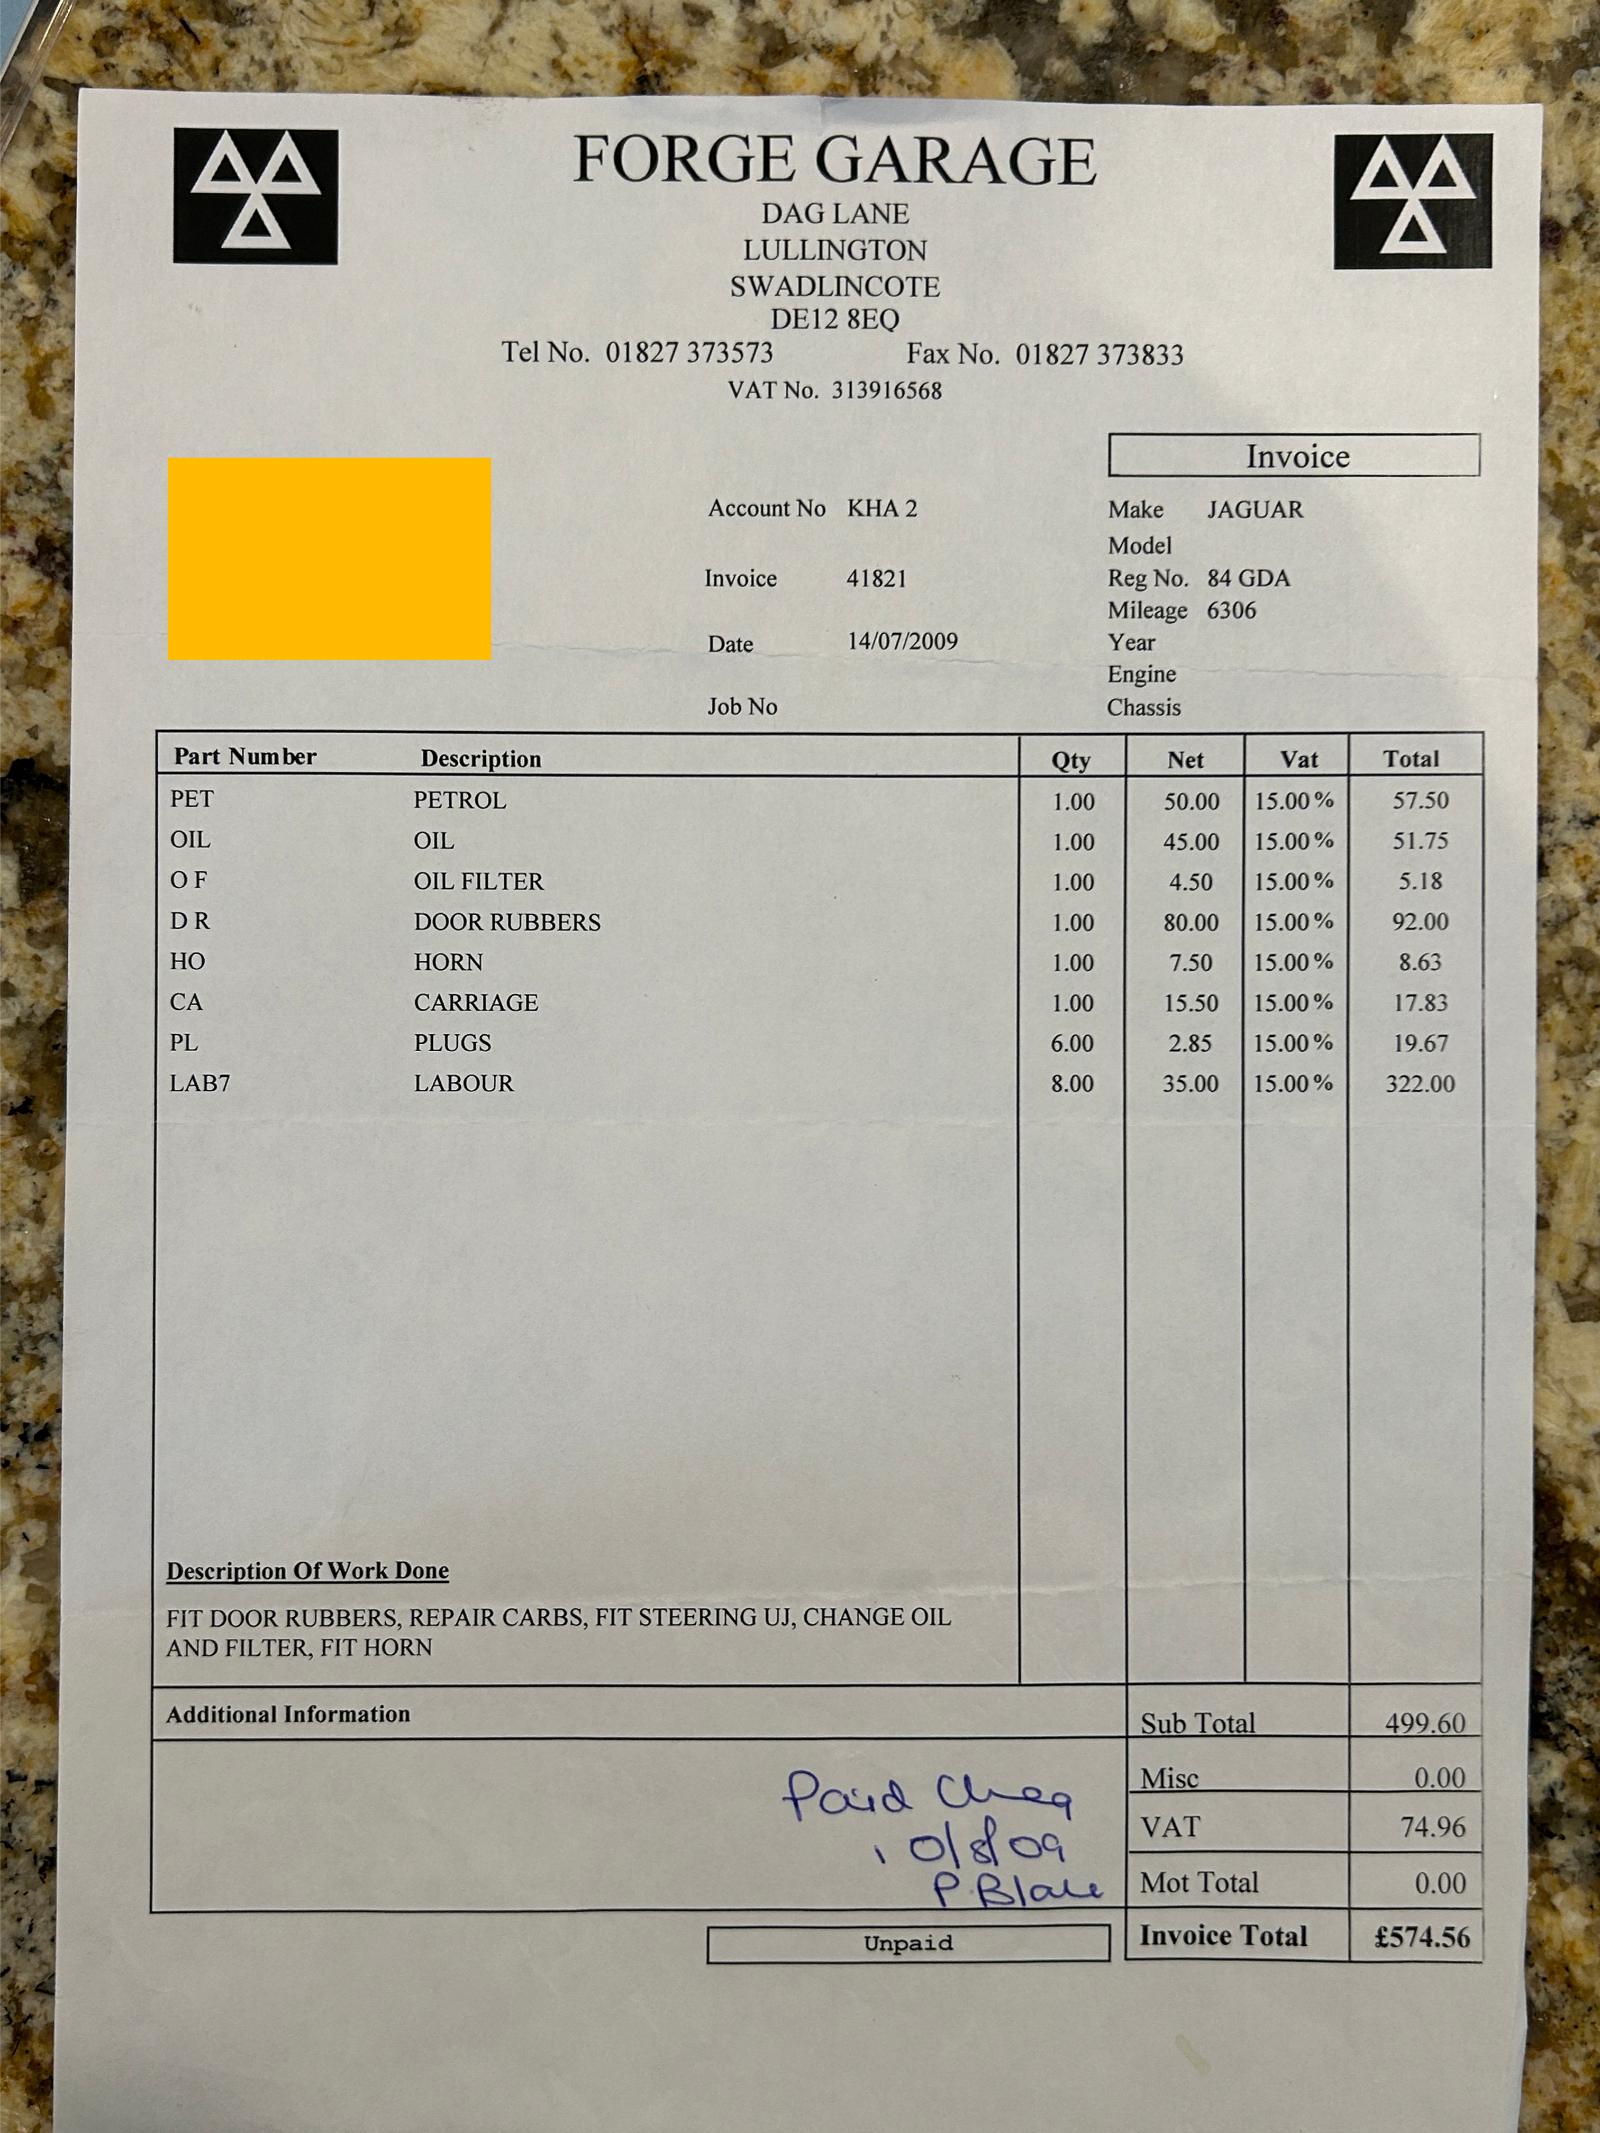 FORGE GARAGE
DAG LANE
LULLINGTON
SWADLINCOTE
DE12 8EQ
Tel No. 01827 373573 Fax No. 01827 373833
VAT No. 313916568
Invoice
Account No KHA 2 Make JAGUAR
Model
Invoice 41821 Reg No. 84 GDA
Mileage 6306
Date 14/07/2009 Year
Engine
Job No Chassis
Part Number Description Qty Net Vat Total
PET PETROL 1.00 50.00 15.00 % 57.50
OIL OIL 1.00 45.00 15.00 % 51.75
O F OIL FILTER 1.00 4.50 15.00 % 5.18
D R DOOR RUBBERS 1.00 80.00 15.00 % 92.00
HO HORN 1.00 7.50 15.00 % 8.63
CA CARRIAGE 1.00 15.50 15.00 % 17.83
PL PLUGS 6.00 2.85 15.00 % 19.67
LAB7 LABOUR 8.00 35.00 15.00 % 322.00
Description Of Work Done
FIT DOOR RUBBERS, REPAIR CARBS, FIT STEERING UJ, CHANGE OIL
AND FILTER, FIT HORN
Additional Information Sub Total 499.60
Paid Cheq Misc 0.00
10/8/09 VAT 74.96
P. Mot Total 0.00
Unpaid Invoice Total £574.56